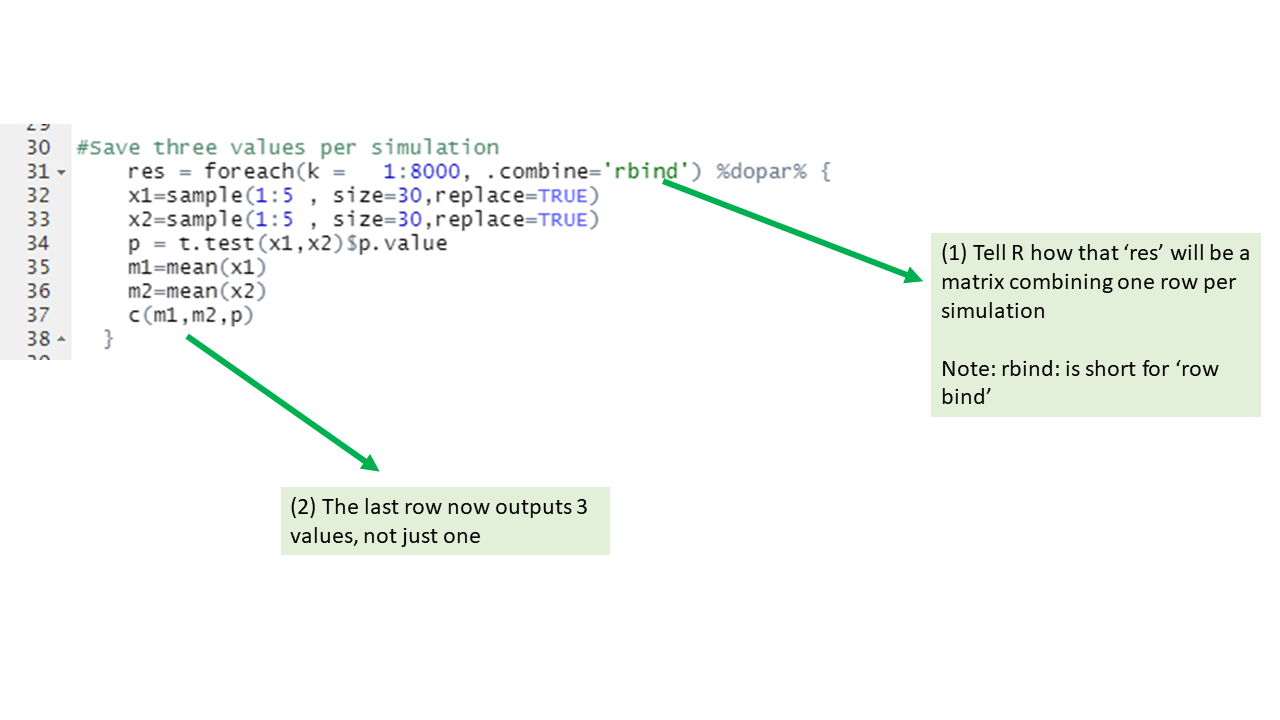 30 #Save three values per simulation
31 res = foreach(k = 1:8000, .combine='rbind') %dopar% {
32 x1=sample(1:5 , size=30,replace=TRUE)
33 x2=sample(1:5 , size=30,replace=TRUE)
34 p = t.test(x1,x2)$p.value
35 m1=mean(x1)
36 m2=mean(x2)
37 c(m1,m2,p)
38 }
(1) Tell R how that ‘res’ will be a
matrix combining one row per
simulation
Note: rbind: is short for ‘row
bind’
(2) The last row now outputs 3
values, not just one